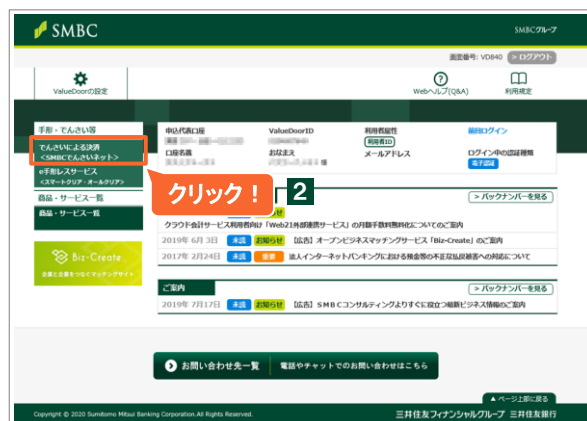 SMBC
SMBCグループ
画面番号: VD840
> ログアウト
ValueDoorの設定
Webヘルプ(Q&A)
利用規定
手形・でんさい等
でんさいによる決済
<SMBCでんさいネット>
e手形レスサービス
<スマートクリア・オールクリア>
商品・サービス一覧
商品・サービス一覧
Biz-Create
企業と企業をつなぐマッチングサイト
申込代表口座
ValueDoorID
利用者属性
前回ログイン
利用者ID
口座名義
おなまえ
メールアドレス
ログイン中の認証種類
様
電子認証
クリック！
2
> バックナンバーを見る
クラウド会計サービス利用者向け「Web21外部連携サービス」の月額手数料無料化についてのご案内
2019年 6月 3日 未読 お知らせ 【広告】オープンビジネスマッチングサービス「Biz-Create」のご案内
2017年 2月24日 未読 重要 法人インターネットバンキングにおける預金等の不正な払戻被害への対応について
ご案内
> バックナンバーを見る
2019年 7月17日 未読 お知らせ 【広告】ＳＭＢＣコンサルティングよりすぐに役立つ最新ビジネス情報のご案内
お問い合わせ先一覧
電話やチャットでのお問い合わせはこちら
▲ ページ上部に戻る
Copyright © 2020 Sumitomo Mitsui Banking Corporation.All Rights Reserved.
三井住友フィナンシャルグループ 三井住友銀行